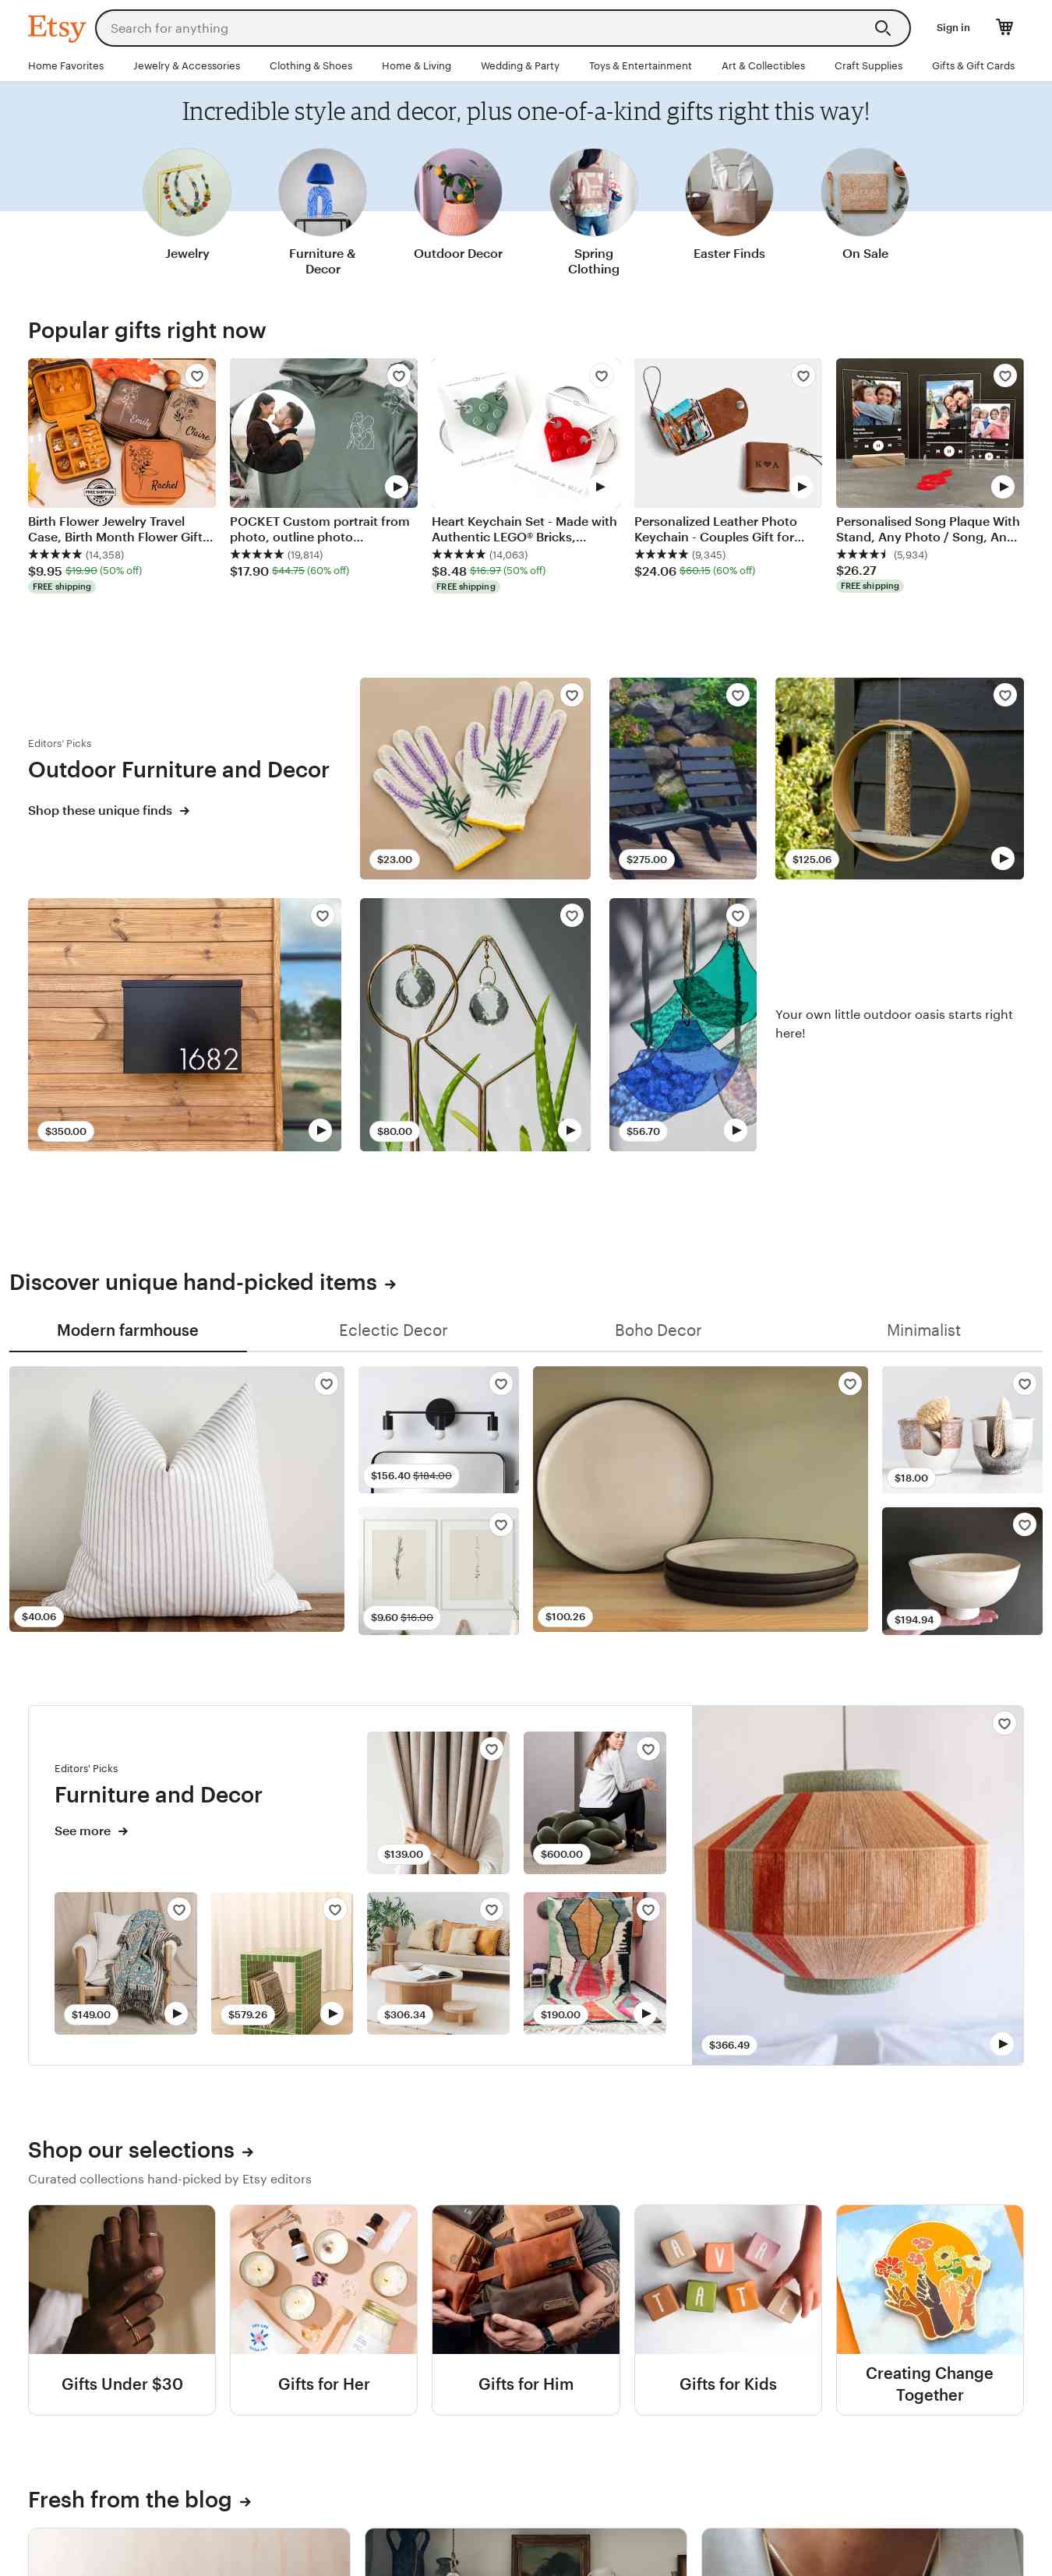 Etsy
Search for anything
Sign in
Home Favorites
Jewelry & Accessories
Clothing & Shoes
Home & Living
Wedding & Party
Toys & Entertainment
Art & Collectibles
Craft Supplies
Gifts & Gift Cards
Incredible style and decor, plus one-of-a-kind gifts right this way!
Jewelry
Furniture &
Decor
Outdoor Decor
Spring
Clothing
Easter Finds
On Sale
Popular gifts right now
Emily
Claire
Rachel
FREE SHIPPING
K♥A
Birth Flower Jewelry Travel
Case, Birth Month Flower Gift...
(14,358)
$9.95 $19.90 (50% off)
FREE shipping
POCKET Custom portrait from
photo, outline photo...
(19,814)
$17.90 $44.75 (60% off)
Heart Keychain Set - Made with
Authentic LEGO® Bricks,...
(14,063)
$8.48 $16.97 (50% off)
FREE shipping
Personalized Leather Photo
Keychain - Couples Gift for...
(9,345)
$24.06 $60.15 (60% off)
Personalised Song Plaque With
Stand, Any Photo / Song, An...
(5,934)
$26.27
FREE shipping
Editors' Picks
Outdoor Furniture and Decor
Shop these unique finds →
$23.00
$275.00
$125.06
1682
$350.00
$80.00
$56.70
Your own little outdoor oasis starts right
here!
Discover unique hand-picked items →
Modern farmhouse
Eclectic Decor
Boho Decor
Minimalist
$40.06
$156.40 $184.00
$9.60 $16.00
$100.26
$18.00
$194.94
Editors' Picks
Furniture and Decor
See more →
$139.00
$600.00
$149.00
$579.26
$306.34
$190.00
$366.49
Shop our selections →
Curated collections hand-picked by Etsy editors
AVA
TATE
Gifts Under $30
Gifts for Her
Gifts for Him
Gifts for Kids
Creating Change
Together
Fresh from the blog →